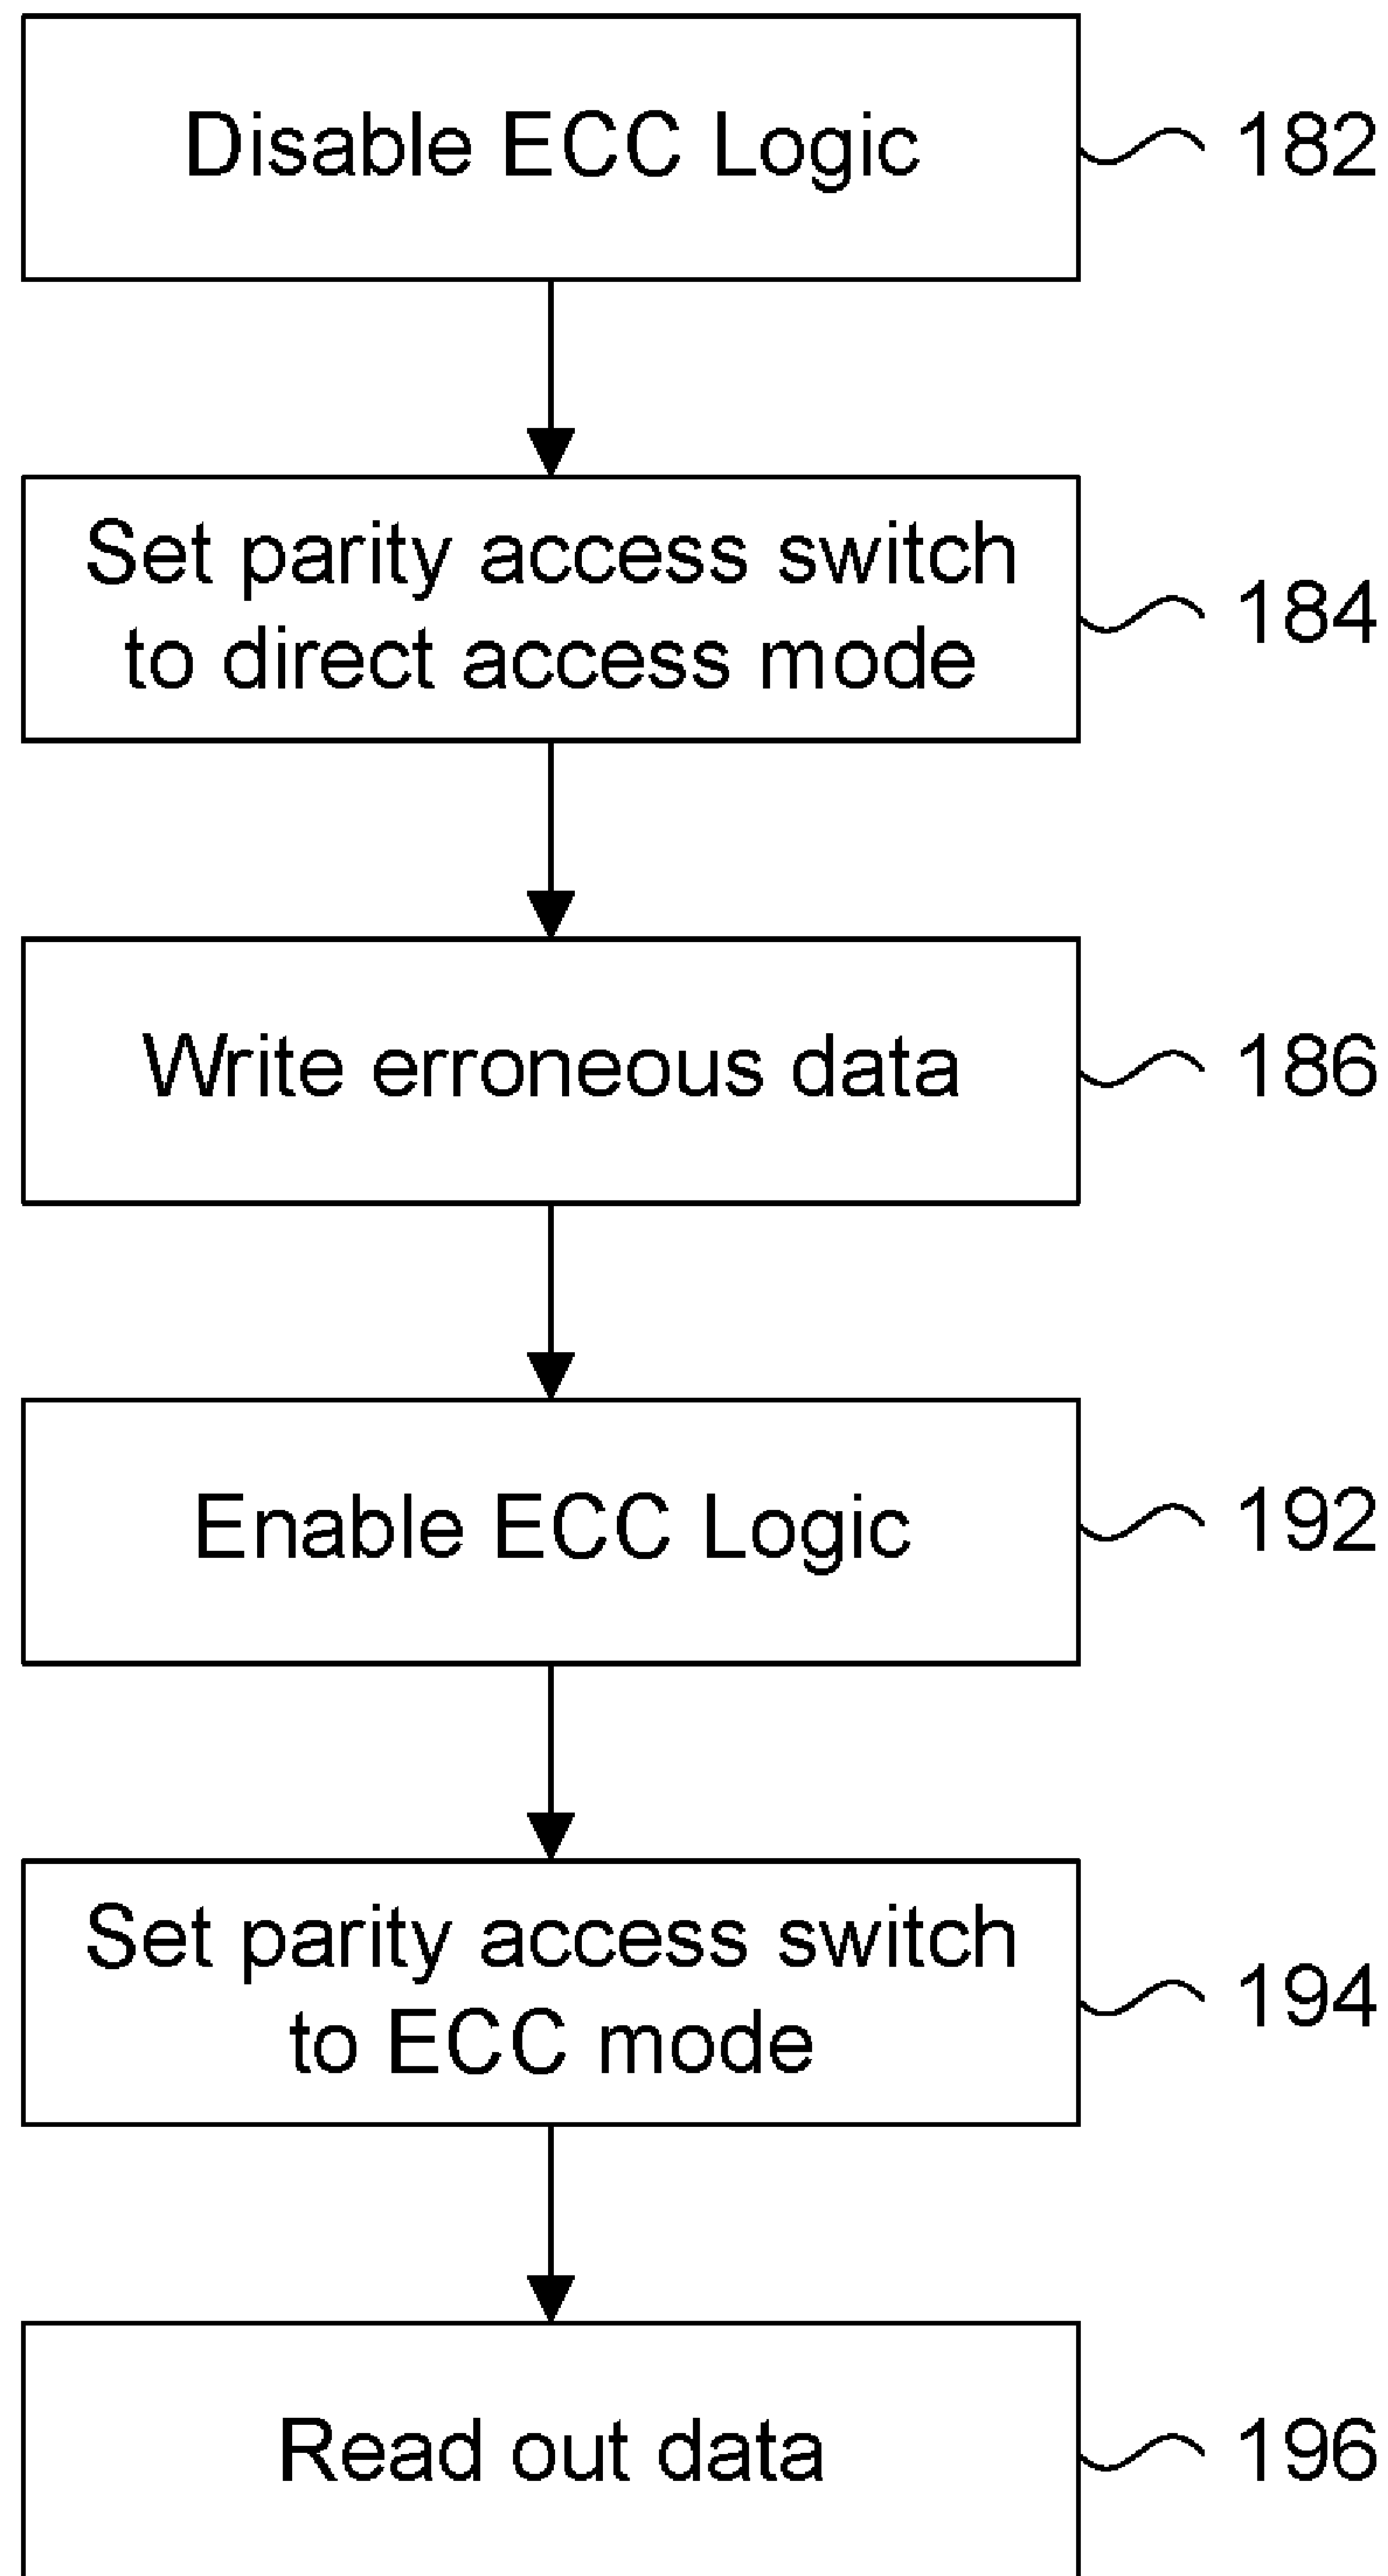 Disable ECC Logic
182
Set parity access switch
to direct access mode
184
Write erroneous data
186
Enable ECC Logic
192
Set parity access switch
to ECC mode
194
Read out data
196